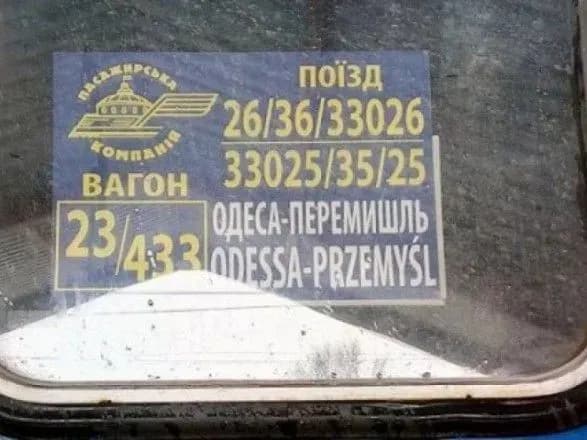 ПАСАЖИРСЬКА
КОМПАНІЯ
ПОЇЗД
26/36/33026
33025/35/25
ВАГОН
23/433
ОДЕСА-ПЕРЕМИШЛЬ
ODESSA-PRZEMYŚL